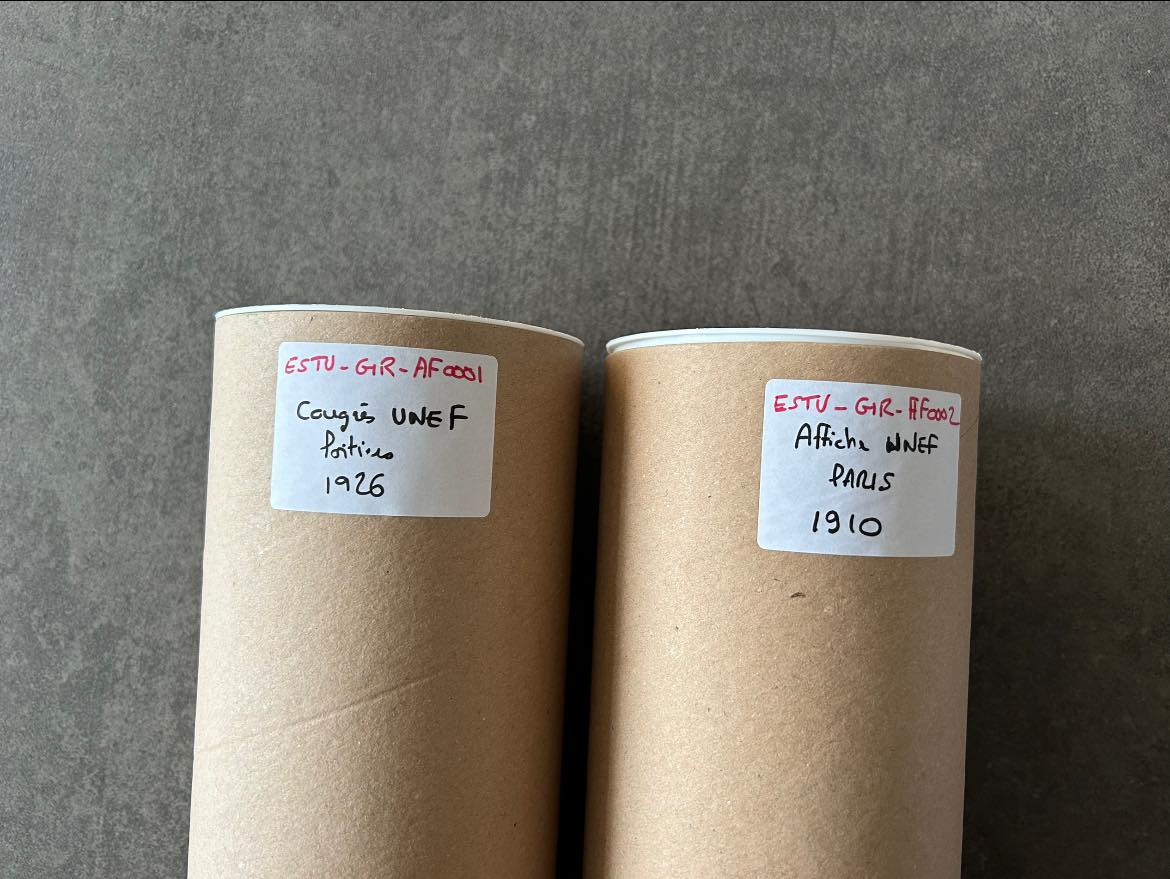 ESTU-GIR-AF0001
Congrès UNEF
Poitiers
1926
ESTU-GIR-AF0002
Affiche UNEF
PARIS
1910